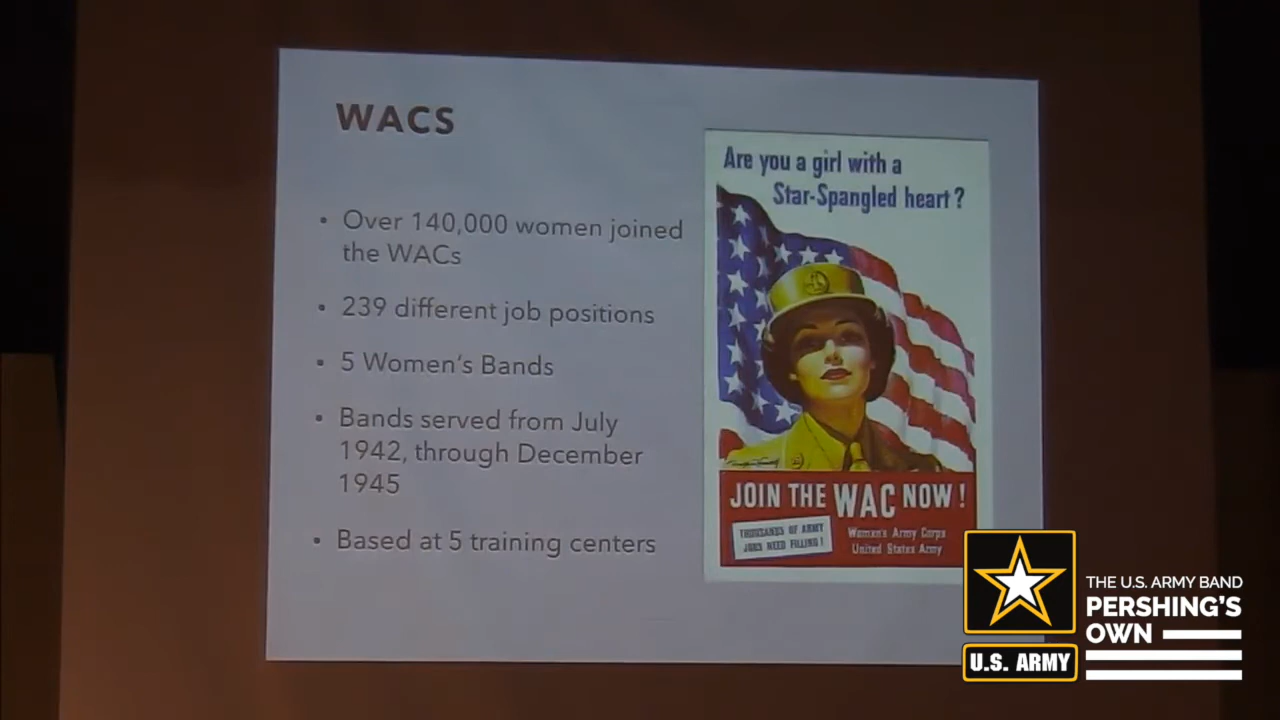 WACS
• Over 140,000 women joined
the WACs
• 239 different job positions
• 5 Women's Bands
• Bands served from July
1942, through December
1945
• Based at 5 training centers
Are you a girl with a
Star-Spangled heart?
JOIN THE WAC NOW!
THOUSANDS OF ARMY
JOBS NEED FILLING!
Women's Army Corps
United States Army
U.S. ARMY
THE U.S. ARMY BAND
PERSHING'S
OWN